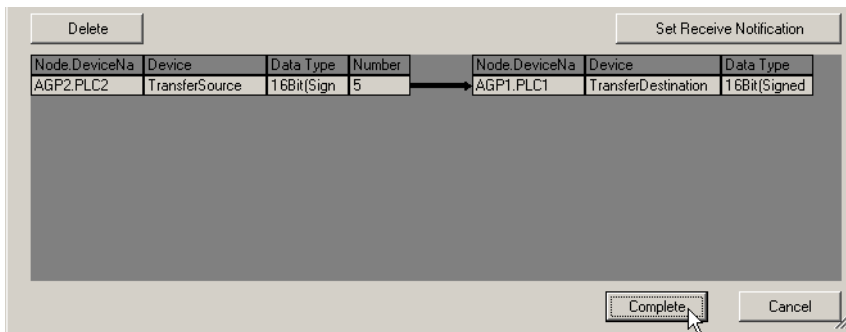 Delete Set Receive Notification
Node.DeviceNa Device Data Type Number Node.DeviceNa Device Data Type
AGP2.PLC2 TransferSource 16Bit(Sign 5 AGP1.PLC1 TransferDestination 16Bit(Signed
Complete Cancel